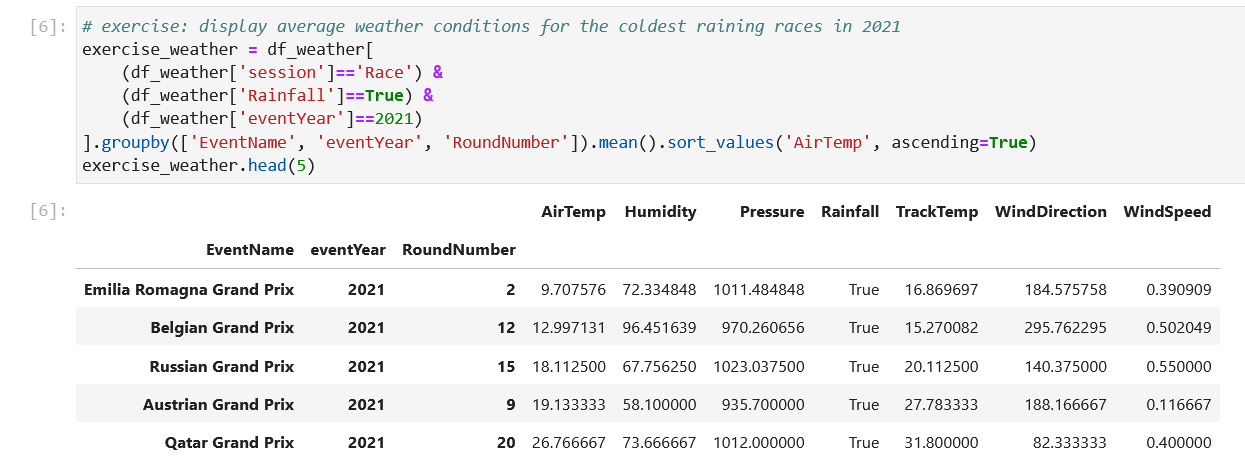 [6]: # exercise: display average weather conditions for the coldest raining races in 2021
exercise_weather = df_weather[
    (df_weather['session']=='Race') &
    (df_weather['Rainfall']==True) &
    (df_weather['eventYear']==2021)
].groupby(['EventName', 'eventYear', 'RoundNumber']).mean().sort_values('AirTemp', ascending=True)
exercise_weather.head(5)
[6]: AirTemp Humidity Pressure Rainfall TrackTemp WindDirection WindSpeed
EventName eventYear RoundNumber
Emilia Romagna Grand Prix 2021 2 9.707576 72.334848 1011.484848 True 16.869697 184.575758 0.390909
Belgian Grand Prix 2021 12 12.997131 96.451639 970.260656 True 15.270082 295.762295 0.502049
Russian Grand Prix 2021 15 18.112500 67.756250 1023.037500 True 20.112500 140.375000 0.550000
Austrian Grand Prix 2021 9 19.133333 58.100000 935.700000 True 27.783333 188.166667 0.116667
Qatar Grand Prix 2021 20 26.766667 73.666667 1012.000000 True 31.800000 82.333333 0.400000